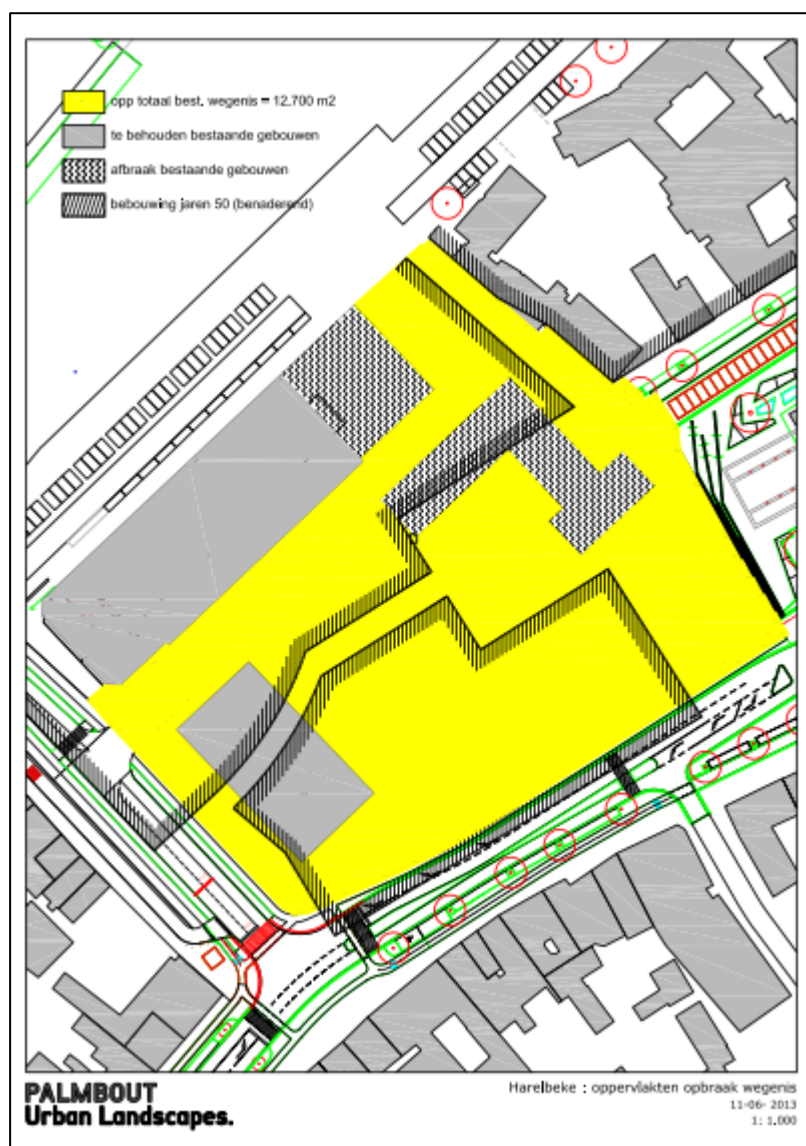 opp totaal best. wegenis = 12.700 m2
te behouden bestaande gebouwen
afbraak bestaande gebouwen
bebouwing jaren 50 (benaderend)
PALMBOUT
Urban Landscapes.
Harelbeke : oppervlakten opbraak wegenis
11-06- 2013
1: 1.000